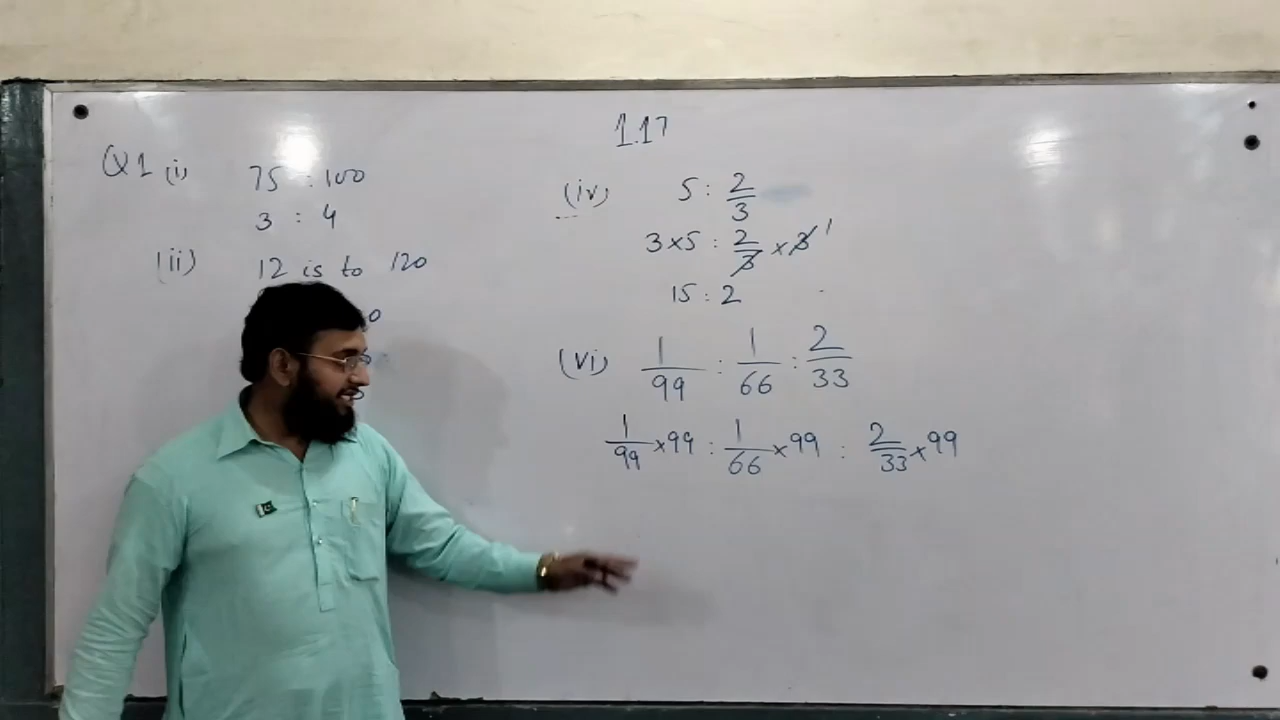 1.17
Q1 (i) 75 : 100
3 : 4
(ii) 12 is to 120
0
(iv) 5 : 2/3
3×5 : 2/3 ×3 1
15 : 2
(vi) 1/99 : 1/66 : 2/33
1/99 ×99 : 1/66 ×99 : 2/33 ×99